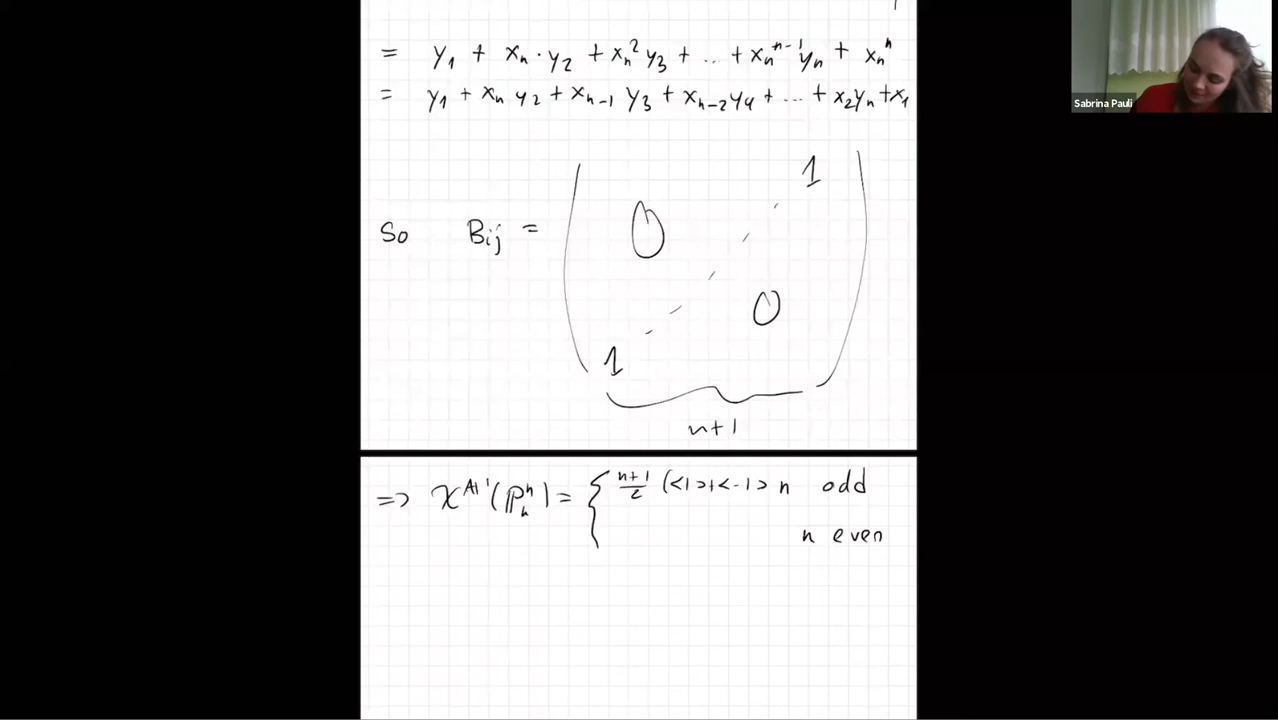 = y₁ + xₙ · y₂ + xₙ² y₃ + ... + xₙⁿ⁻¹ yₙ + xₙⁿ
= y₁ + xₙ y₂ + xₙ₋₁ y₃ + xₙ₋₂ y₄ + ... + x₂ yₙ + x₁
Sabrina Pauli
1
So Bij = ( 0
0 )
1
n+1
=> χ^A¹ (ℙⁿₖ) = { n+1/2 (<1>+<-1> n odd
n even